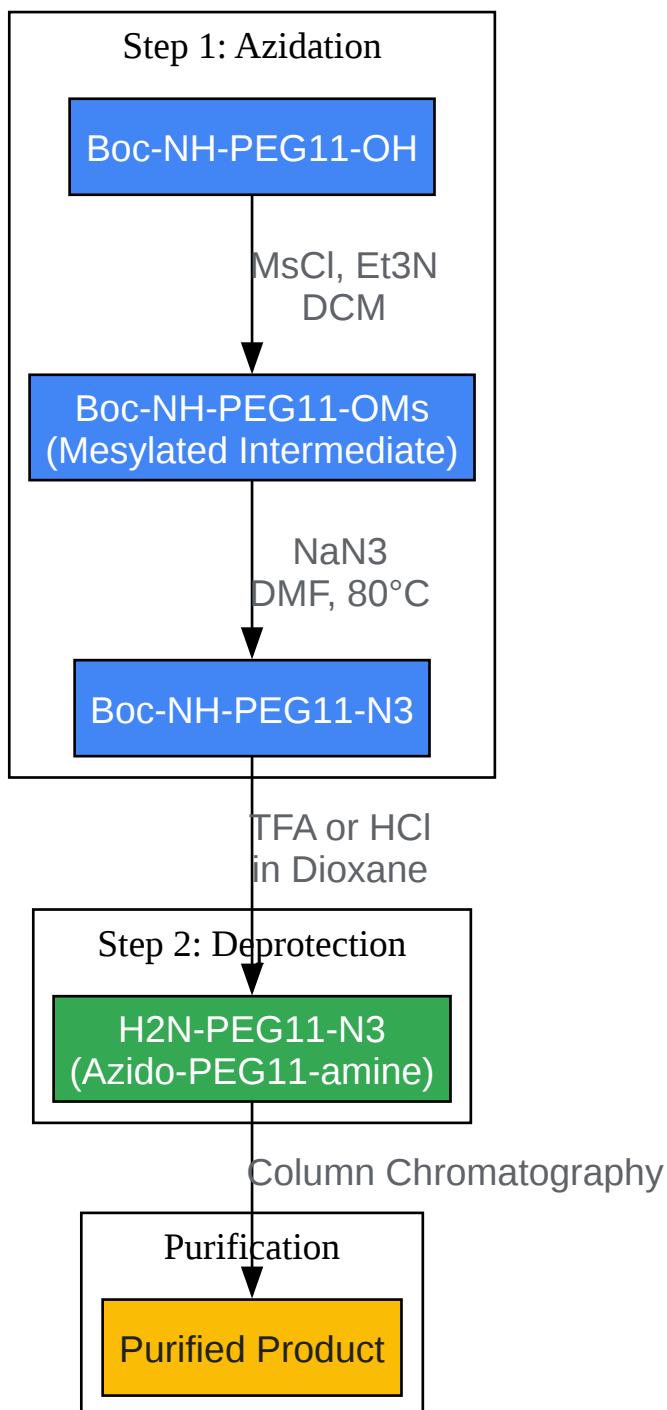 Step 1: Azidation
Boc-NH-PEG11-OH
MsCl, Et3N
DCM
Boc-NH-PEG11-OMs
(Mesylated Intermediate)
NaN3
DMF, 80°C
Boc-NH-PEG11-N3
TFA or HCl
in Dioxane
Step 2: Deprotection
H2N-PEG11-N3
(Azido-PEG11-amine)
Column Chromatography
Purification
Purified Product